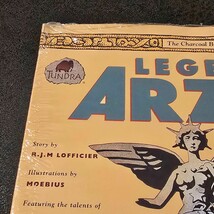 The Charcoal B
TUNDRA
LEGE
ARZ
Story by
R.J.M LOFFICIER
Illustrations by
MOEBIUS
Featuring the talents of